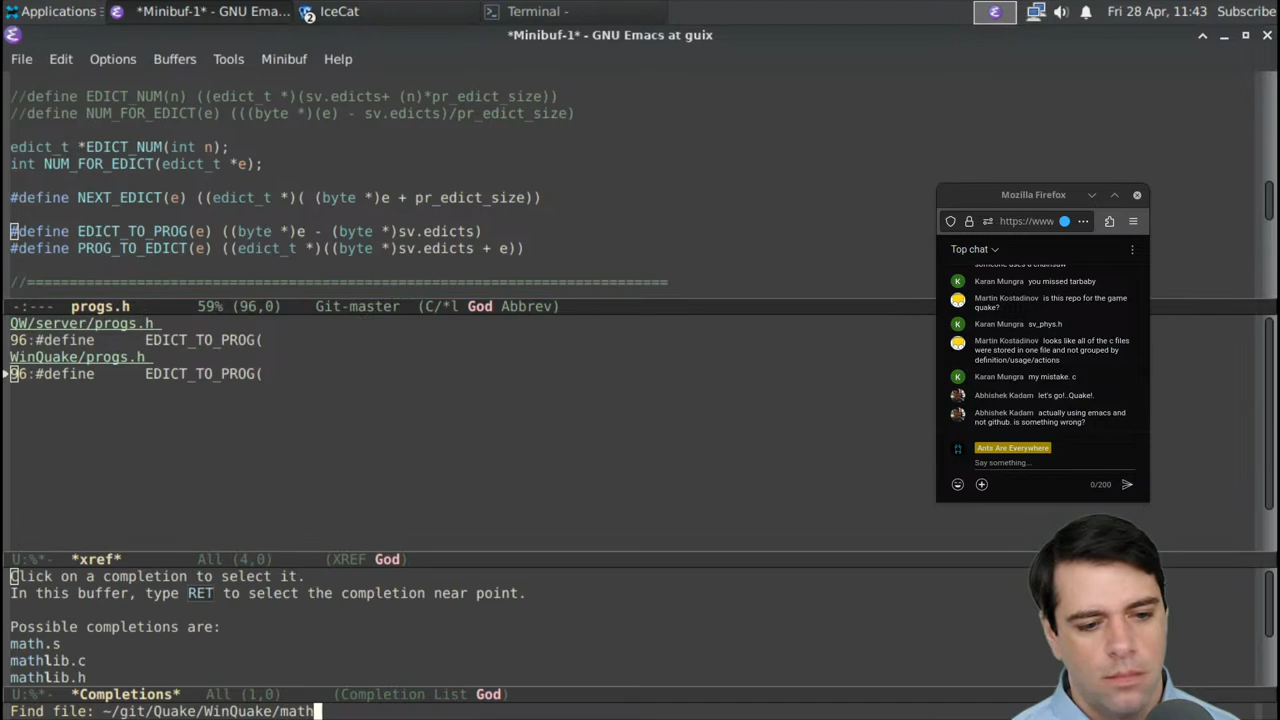 Applications
*Minibuf-1* - GNU Ema...
2
IceCat
Terminal -
Fri 28 Apr, 11:43
Subscribe
*Minibuf-1* - GNU Emacs at guix
File Edit Options Buffers Tools Minibuf Help
//define EDICT_NUM(n) ((edict_t *)(sv.edicts+ (n)*pr_edict_size))
//define NUM_FOR_EDICT(e) (((byte *)(e) - sv.edicts)/pr_edict_size)
edict_t *EDICT_NUM(int n);
int NUM_FOR_EDICT(edict_t *e);
#define NEXT_EDICT(e) ((edict_t *)( (byte *)e + pr_edict_size))
#define EDICT_TO_PROG(e) ((byte *)e - (byte *)sv.edicts)
#define PROG_TO_EDICT(e) ((edict_t *)((byte *)sv.edicts + e))
//============================================================================
-:--- progs.h 59% (96,0) Git-master (C/*l God Abbrev)
QW/server/progs.h
96:#define EDICT_TO_PROG(
WinQuake/progs.h
96:#define EDICT_TO_PROG(
U:%*- *xref* All (4,0) (XREF God)
Click on a completion to select it.
In this buffer, type RET to select the completion near point.
Possible completions are:
math.s
mathlib.c
mathlib.h
U:%*- *Completions* All (1,0) (Completion List God)
Find file: ~/git/Quake/WinQuake/math
Mozilla Firefox
https://www
Top chat
someone uses a chainsaw
K Karan Mungra you missed tarbaby
Martin Kostadinov is this repo for the game
quake?
K Karan Mungra sv_phys.h
Martin Kostadinov looks like all of the c files
were stored in one file and not grouped by
definition/usage/actions
K Karan Mungra my mistake. c
Abhishek Kadam let's go!..Quake!.
Abhishek Kadam actually using emacs and
not github. is something wrong?
Ants Are Everywhere
Say something...
0/200